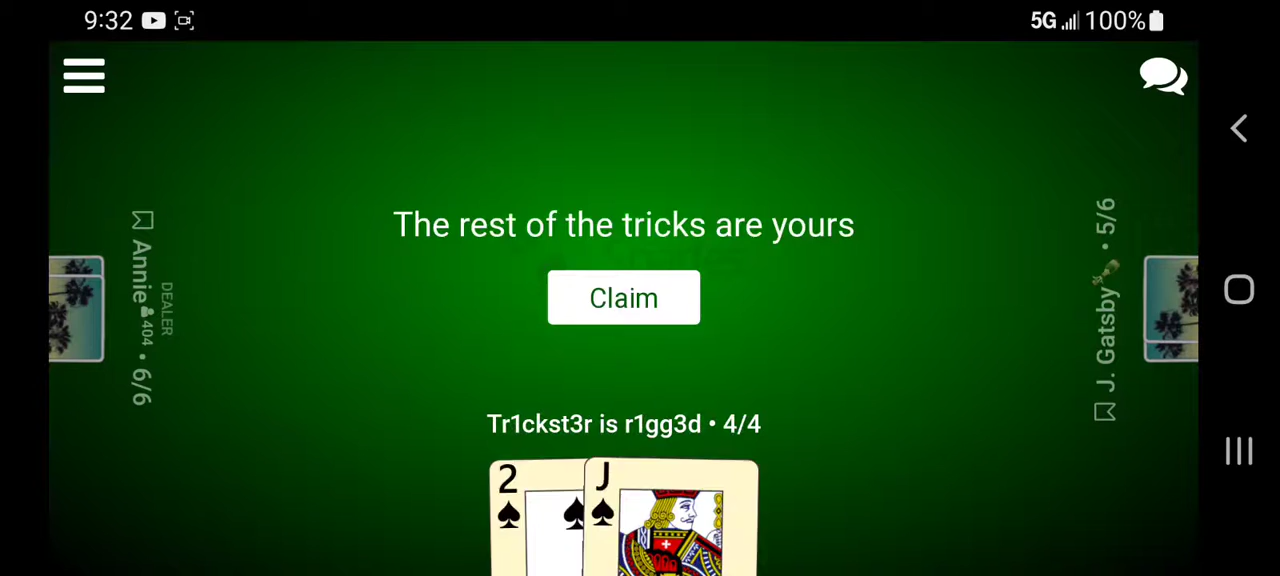 9:32
5G 100%
The rest of the tricks are yours
Claim
DEALER
Annie 404 • 6/6
J. Gatsby • 5/6
Tr1ckst3r is r1gg3d • 4/4
2
J